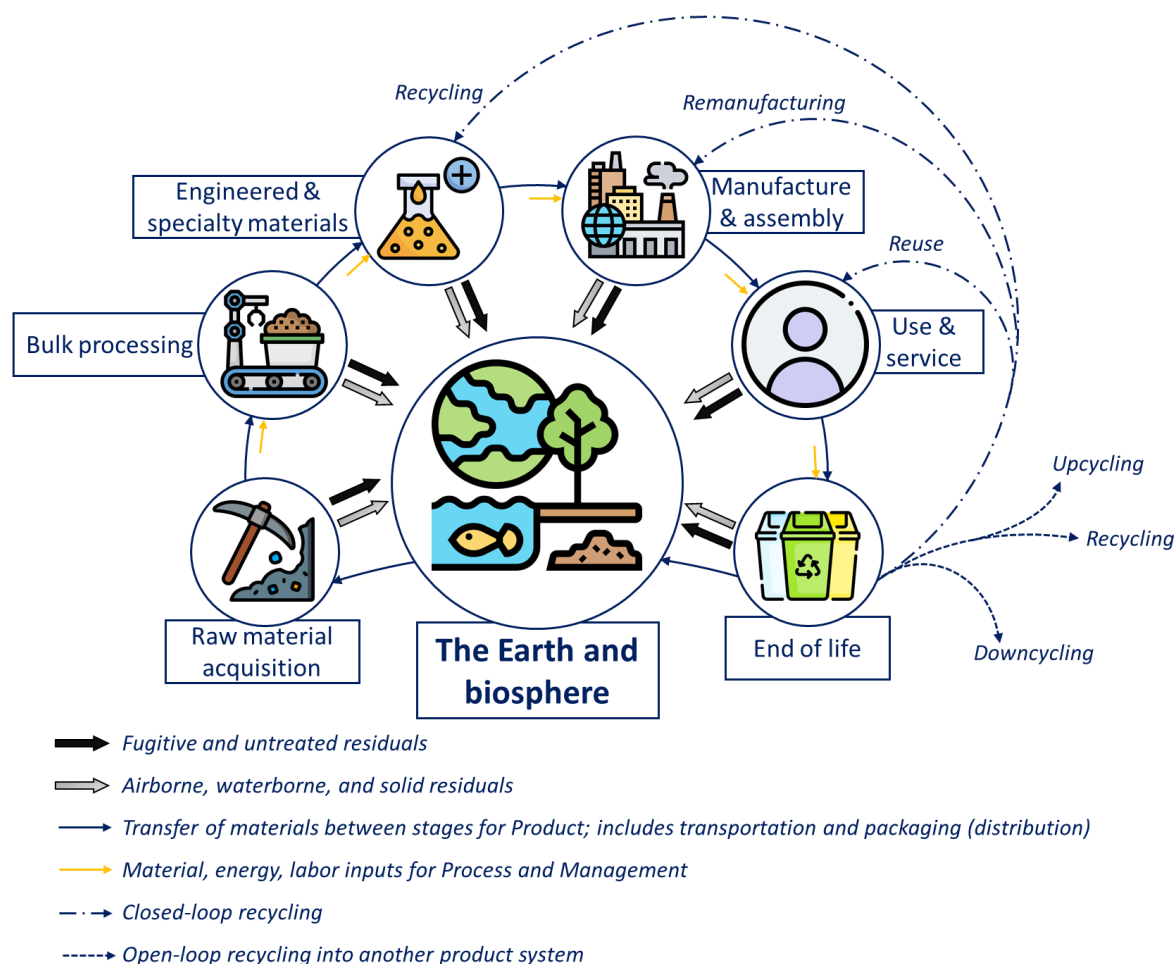 Recycling
Remanufacturing
Engineered &
specialty materials
Manufacture
& assembly
Reuse
Bulk processing
Use &
service
Upcycling
Recycling
Raw material
acquisition
The Earth and
biosphere
End of life
Downcycling
Fugitive and untreated residuals
Airborne, waterborne, and solid residuals
Transfer of materials between stages for Product; includes transportation and packaging (distribution)
Material, energy, labor inputs for Process and Management
Closed-loop recycling
Open-loop recycling into another product system